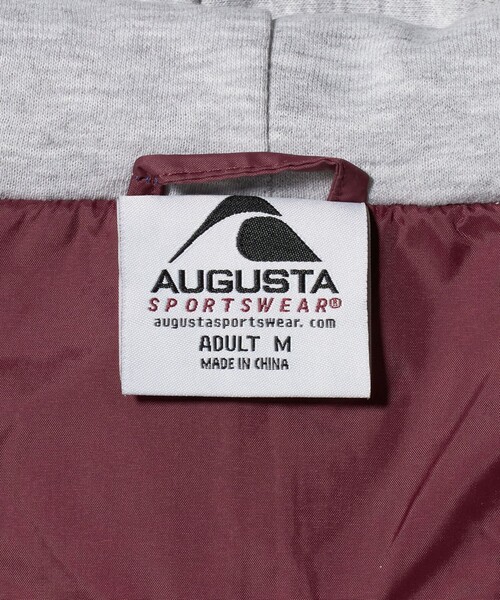 AUGUSTA
SPORTSWEAR®
augustasportswear.com
ADULT M
MADE IN CHINA